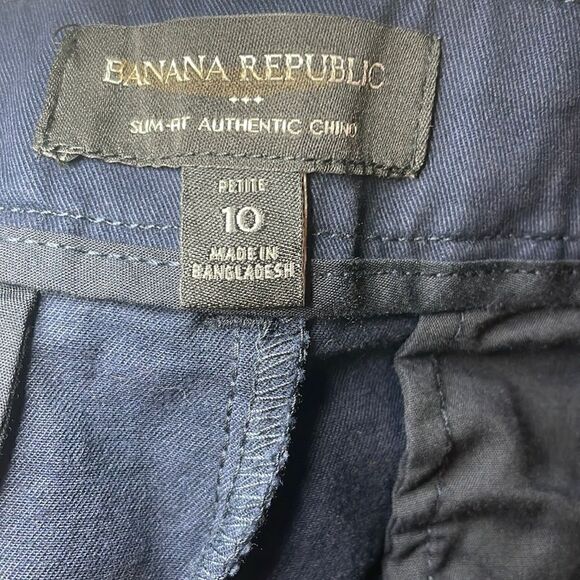 BANANA REPUBLIC
SLIM-FIT AUTHENTIC CHINO
PETITE
10
MADE IN
BANGLADESH